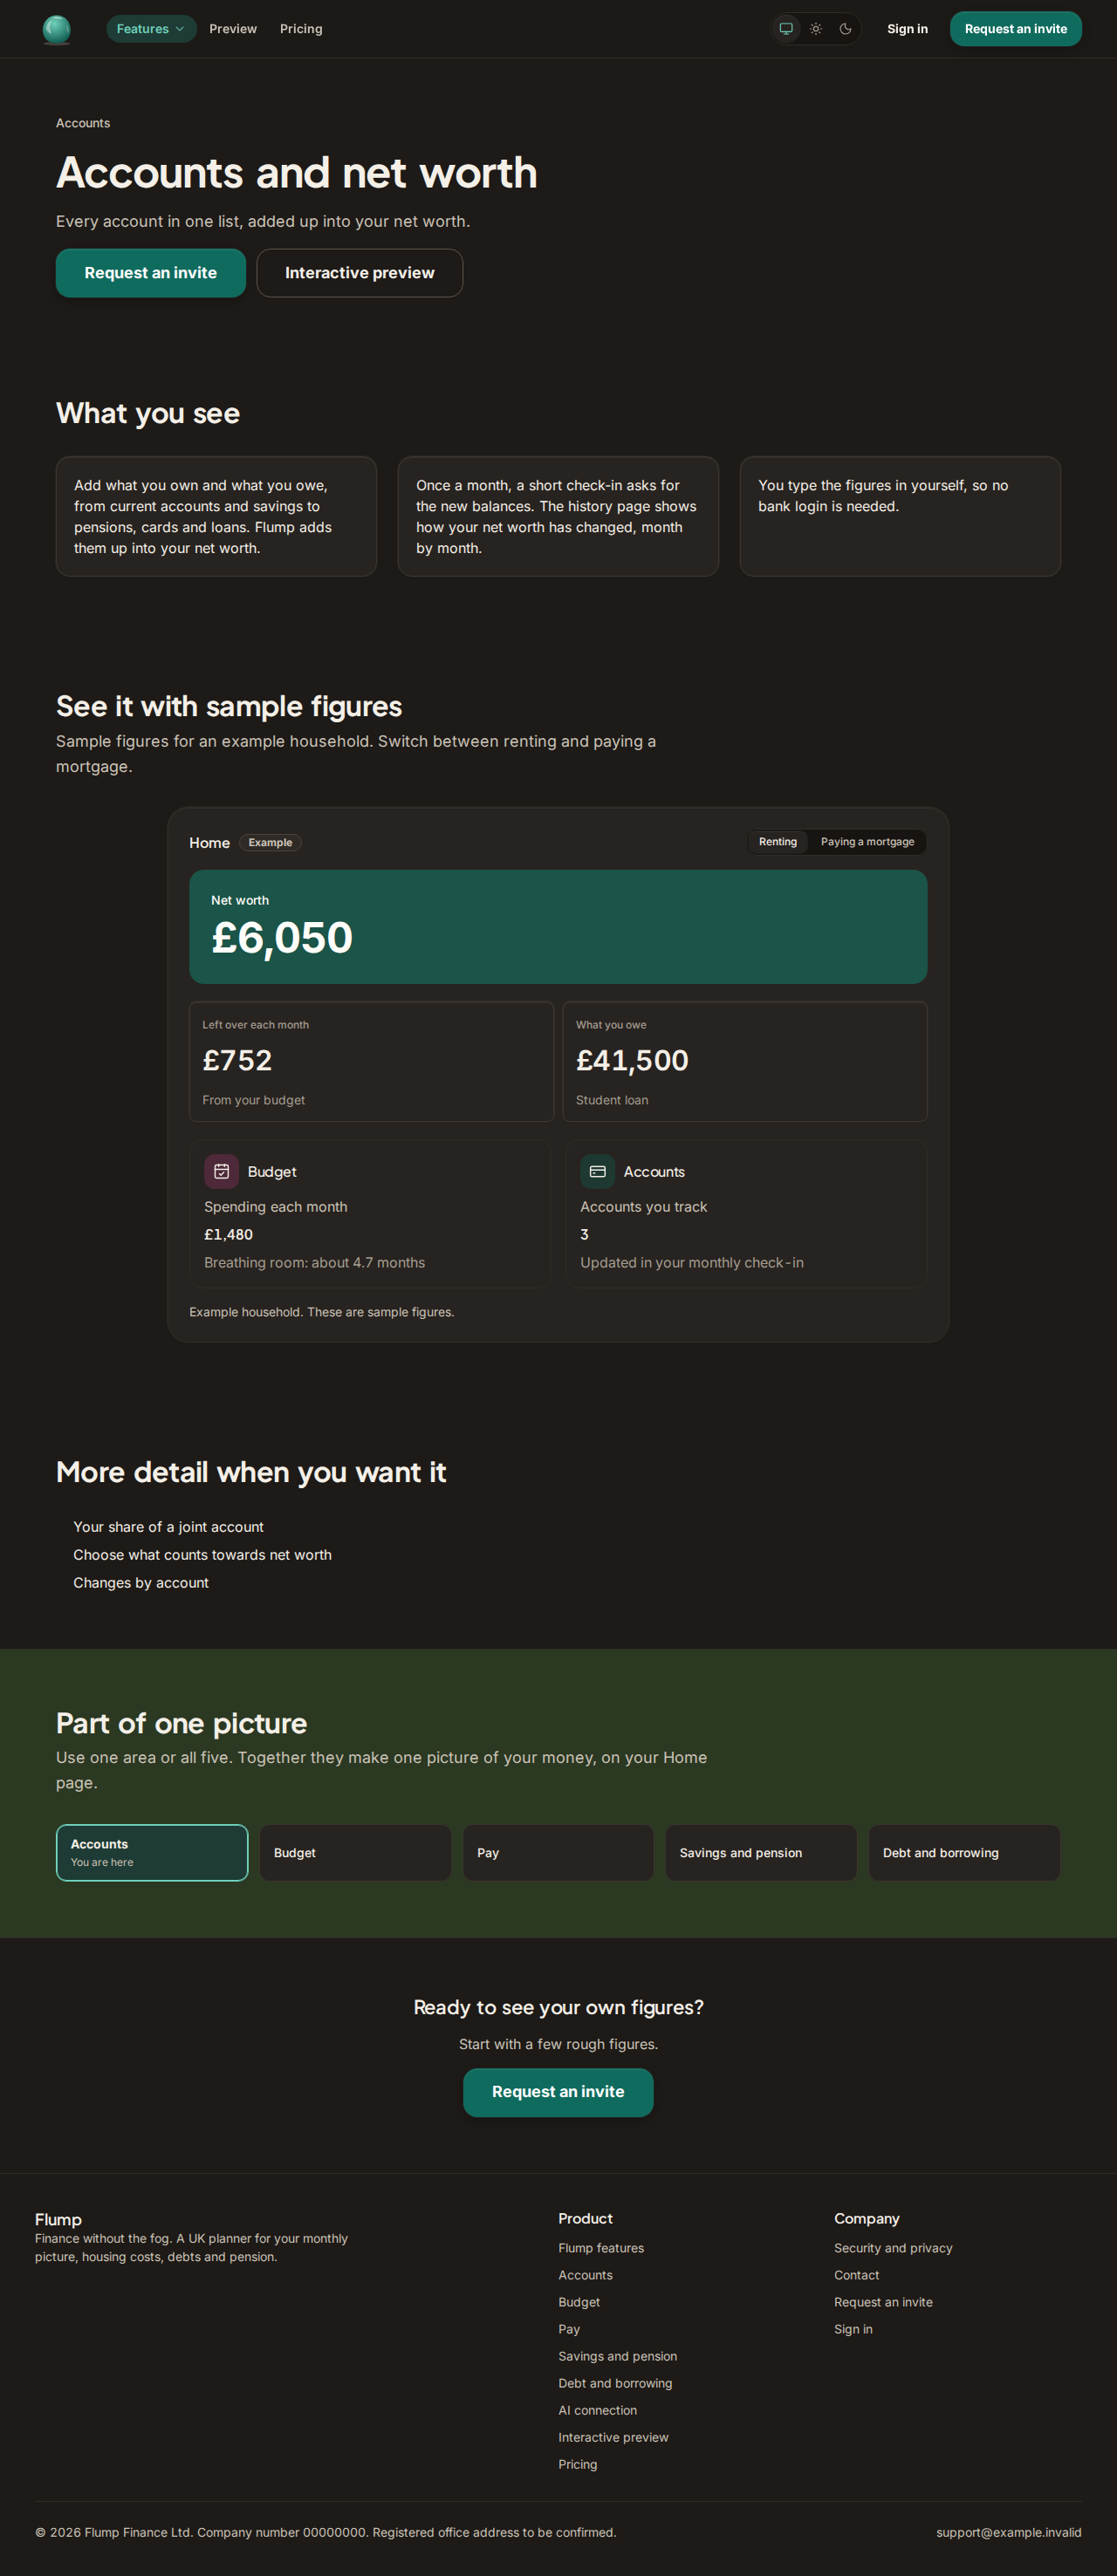 Features
Preview
Pricing
Sign in
Request an invite
Accounts
Accounts and net worth
Every account in one list, added up into your net worth.
Request an invite
Interactive preview
What you see
Add what you own and what you owe,
from current accounts and savings to
pensions, cards and loans. Flump adds
them up into your net worth.
Once a month, a short check-in asks for
the new balances. The history page shows
how your net worth has changed, month
by month.
You type the figures in yourself, so no
bank login is needed.
See it with sample figures
Sample figures for an example household. Switch between renting and paying a
mortgage.
Home
Example
Renting
Paying a mortgage
Net worth
£6,050
Left over each month
£752
From your budget
What you owe
£41,500
Student loan
Budget
Spending each month
£1,480
Breathing room: about 4.7 months
Accounts
Accounts you track
3
Updated in your monthly check-in
Example household. These are sample figures.
More detail when you want it
Your share of a joint account
Choose what counts towards net worth
Changes by account
Part of one picture
Use one area or all five. Together they make one picture of your money, on your Home
page.
Accounts
You are here
Budget
Pay
Savings and pension
Debt and borrowing
Ready to see your own figures?
Start with a few rough figures.
Request an invite
Flump
Finance without the fog. A UK planner for your monthly
picture, housing costs, debts and pension.
Product
Flump features
Accounts
Budget
Pay
Savings and pension
Debt and borrowing
AI connection
Interactive preview
Pricing
Company
Security and privacy
Contact
Request an invite
Sign in
© 2026 Flump Finance Ltd. Company number 00000000. Registered office address to be confirmed.
support@example.invalid